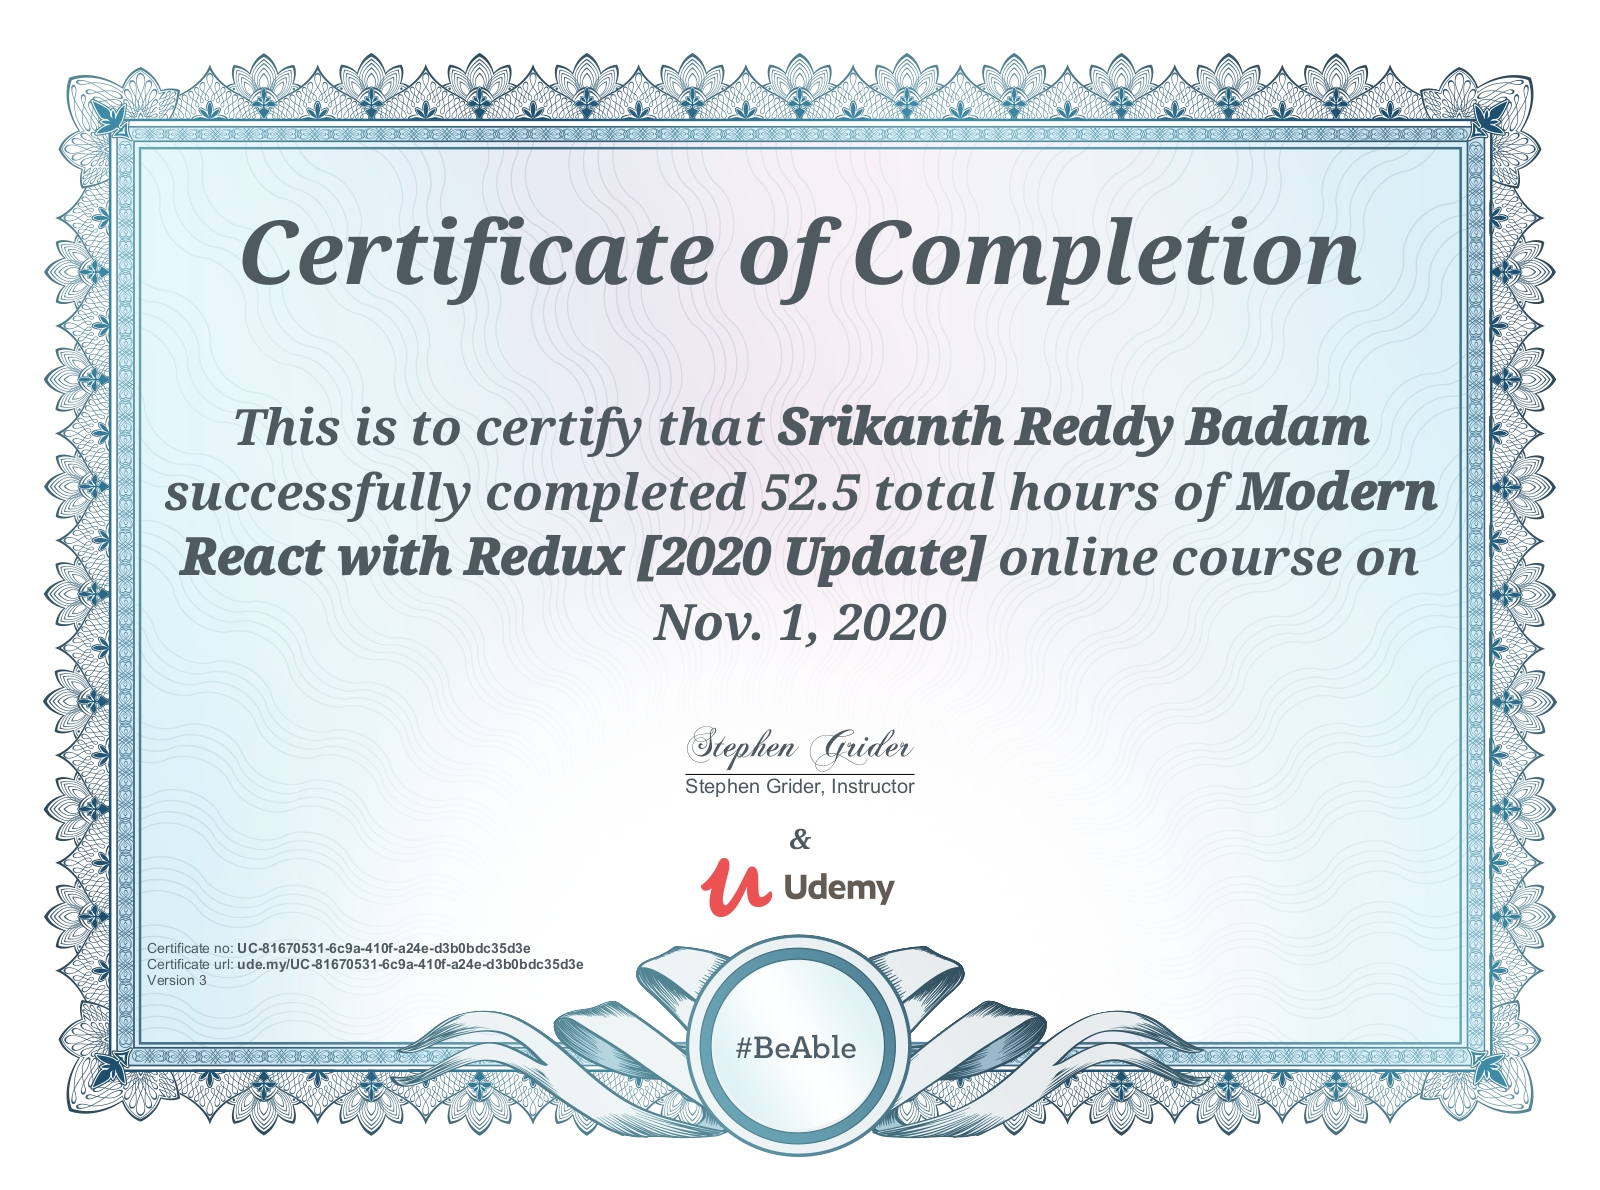 Certificate of Completion
This is to certify that Srikanth Reddy Badam
successfully completed 52.5 total hours of Modern
React with Redux [2020 Update] online course on
Nov. 1, 2020
Stephen Grider
Stephen Grider, Instructor
&
Udemy
Certificate no: UC-81670531-6c9a-410f-a24e-d3b0bdc35d3e
Certificate url: ude.my/UC-81670531-6c9a-410f-a24e-d3b0bdc35d3e
Version 3
#BeAble